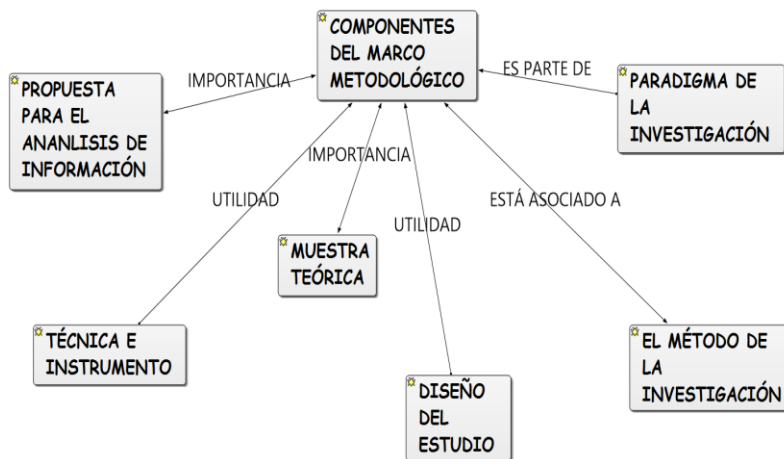 COMPONENTES
DEL MARCO
METODOLÓGICO
IMPORTANCIA
ES PARTE DE
PROPUESTA
PARA EL
ANANLISIS DE
INFORMACIÓN
PARADIGMA DE
LA
INVESTIGACIÓN
IMPORTANCIA
UTILIDAD
UTILIDAD
ESTÁ ASOCIADO A
MUESTRA
TEÓRICA
TÉCNICA E
INSTRUMENTO
EL MÉTODO DE
LA
INVESTIGACIÓN
DISEÑO
DEL
ESTUDIO